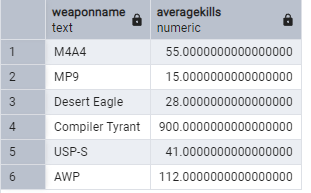 weaponname averagekills
text numeric
1 M4A4 55.0000000000000000
2 MP9 15.0000000000000000
3 Desert Eagle 28.0000000000000000
4 Compiler Tyrant 900.0000000000000000
5 USP-S 41.0000000000000000
6 AWP 112.0000000000000000